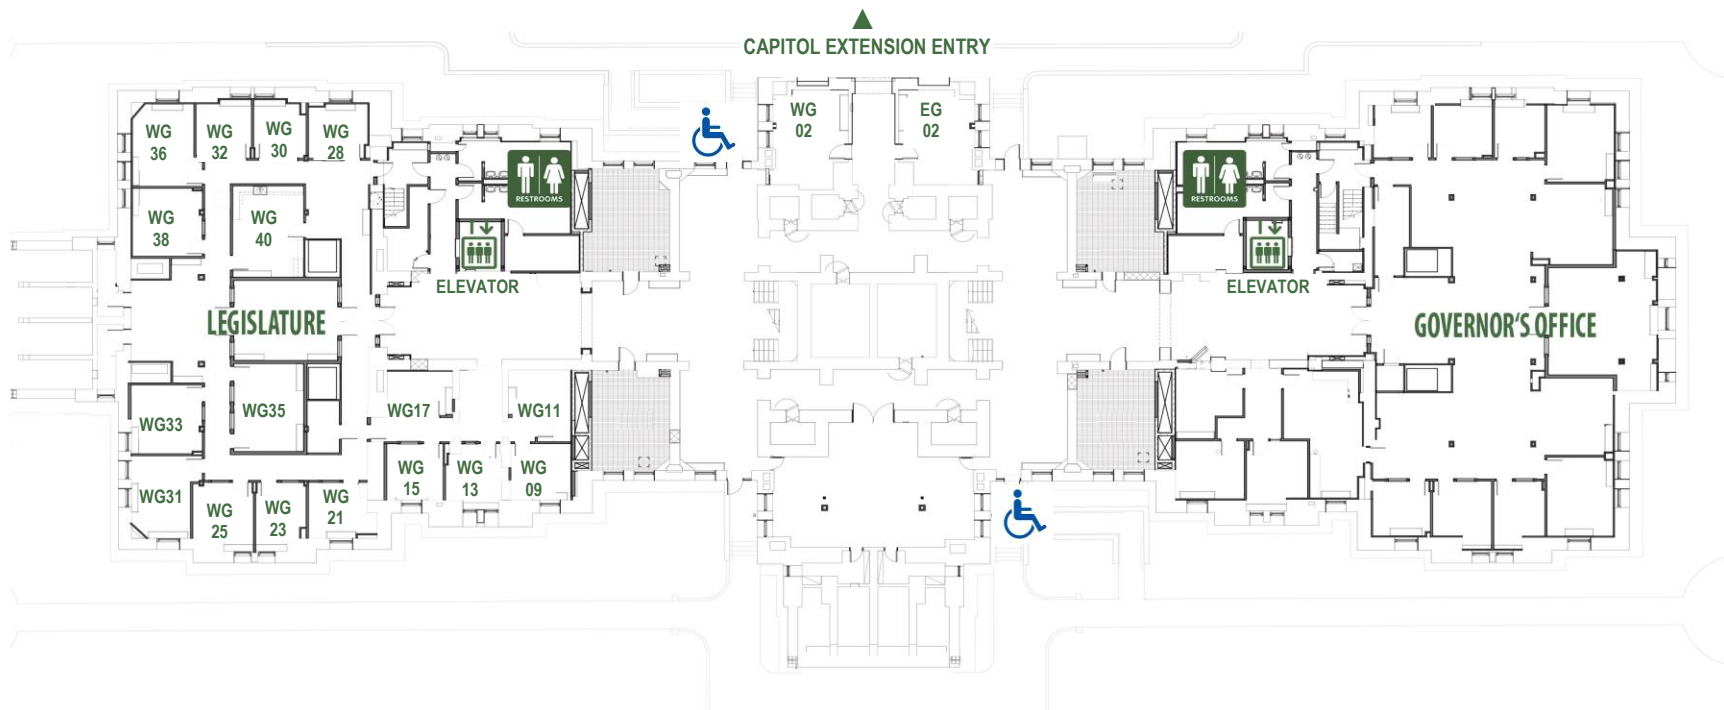 CAPITOL EXTENSION ENTRY
WG
02
EG
02
WG
36
WG
32
WG
30
WG
28
RESTROOMS
RESTROOMS
WG
38
WG
40
ELEVATOR
ELEVATOR
LEGISLATURE
GOVERNOR'S OFFICE
WG33
WG35
WG17
WG11
WG31
WG
25
WG
23
WG
21
WG
15
WG
13
WG
09